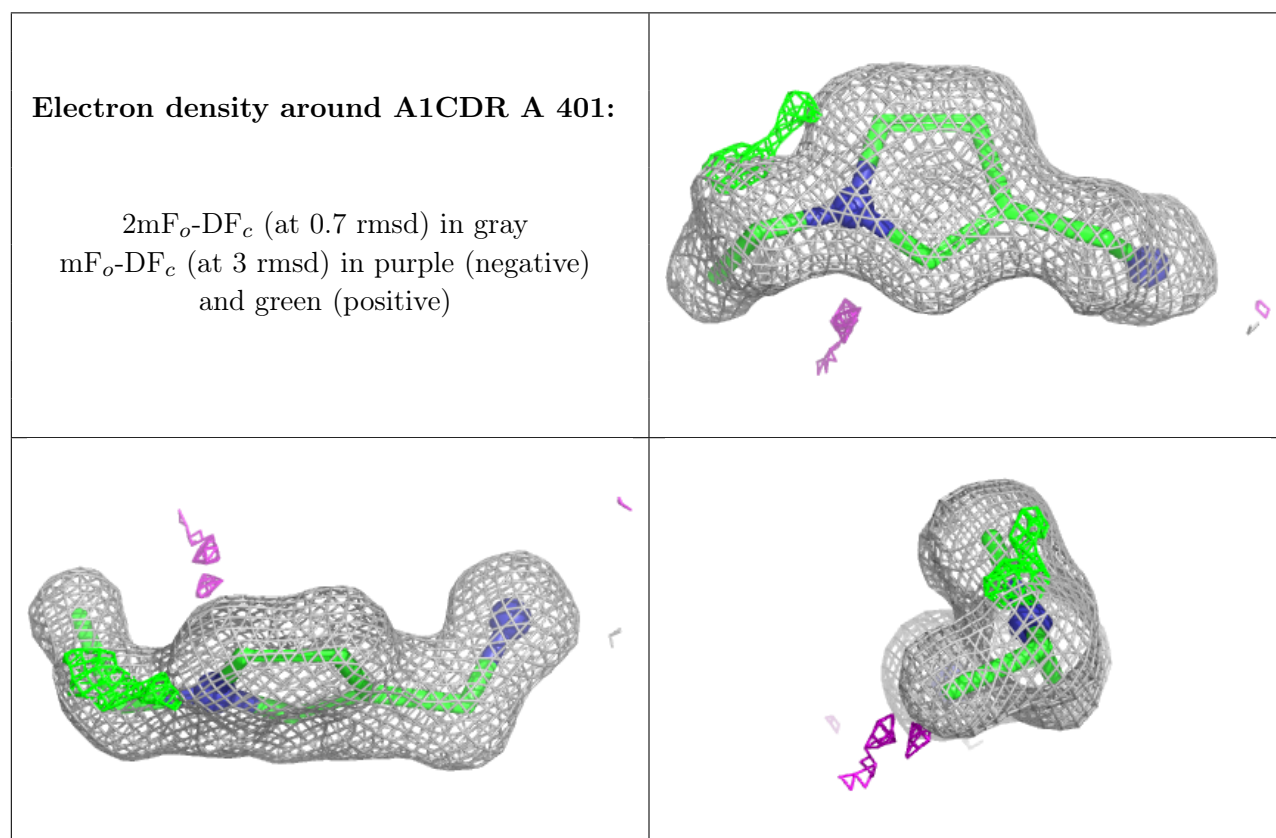 Electron density around A1CDR A 401:
2mFo-DFc (at 0.7 rmsd) in gray
mFo-DFc (at 3 rmsd) in purple (negative)
and green (positive)